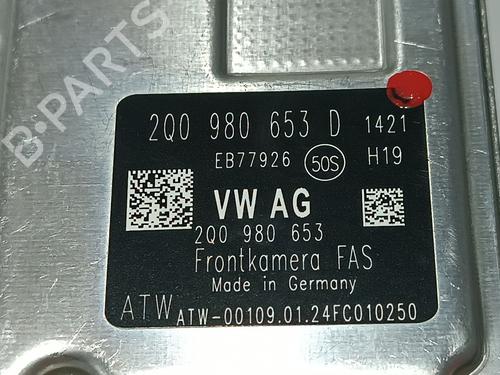 B-PARTS
2Q0 980 653 D 1421
EB77926 50S H19
VW AG
2Q0 980 653
Frontkamera FAS
Made in Germany
ATW ATW-00109.01.24FC010250